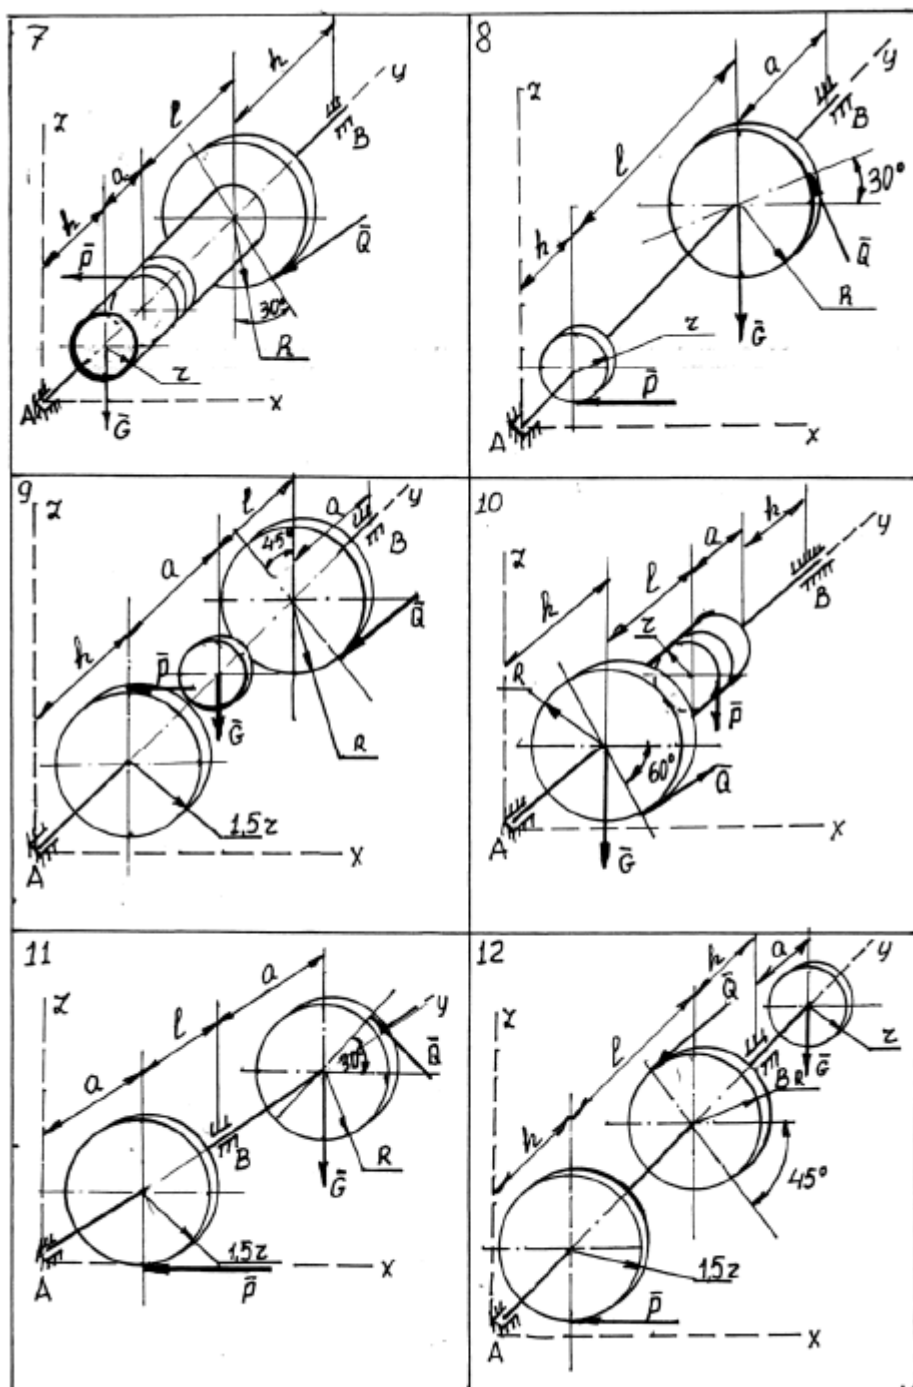 7
z
y
x
h
a
l
h
B
P̄
Q̄
30°
R
r
A
Ḡ
8
z
y
x
h
l
a
B
30°
Q̄
R
Ḡ
r
P̄
A
9
z
y
x
h
a
l
a
45°
B
Q̄
P̄
Ḡ
R
1,5r
A
10
z
y
x
h
l
a
h
r
B
R
P̄
60°
Q̄
Ḡ
A
11
z
y
x
a
l
a
30°
Q̄
B
R
Ḡ
1,5r
P̄
A
12
z
y
x
h
l
h
a
Q̄
B
Ḡ
r
R
45°
1,5r
P̄
A